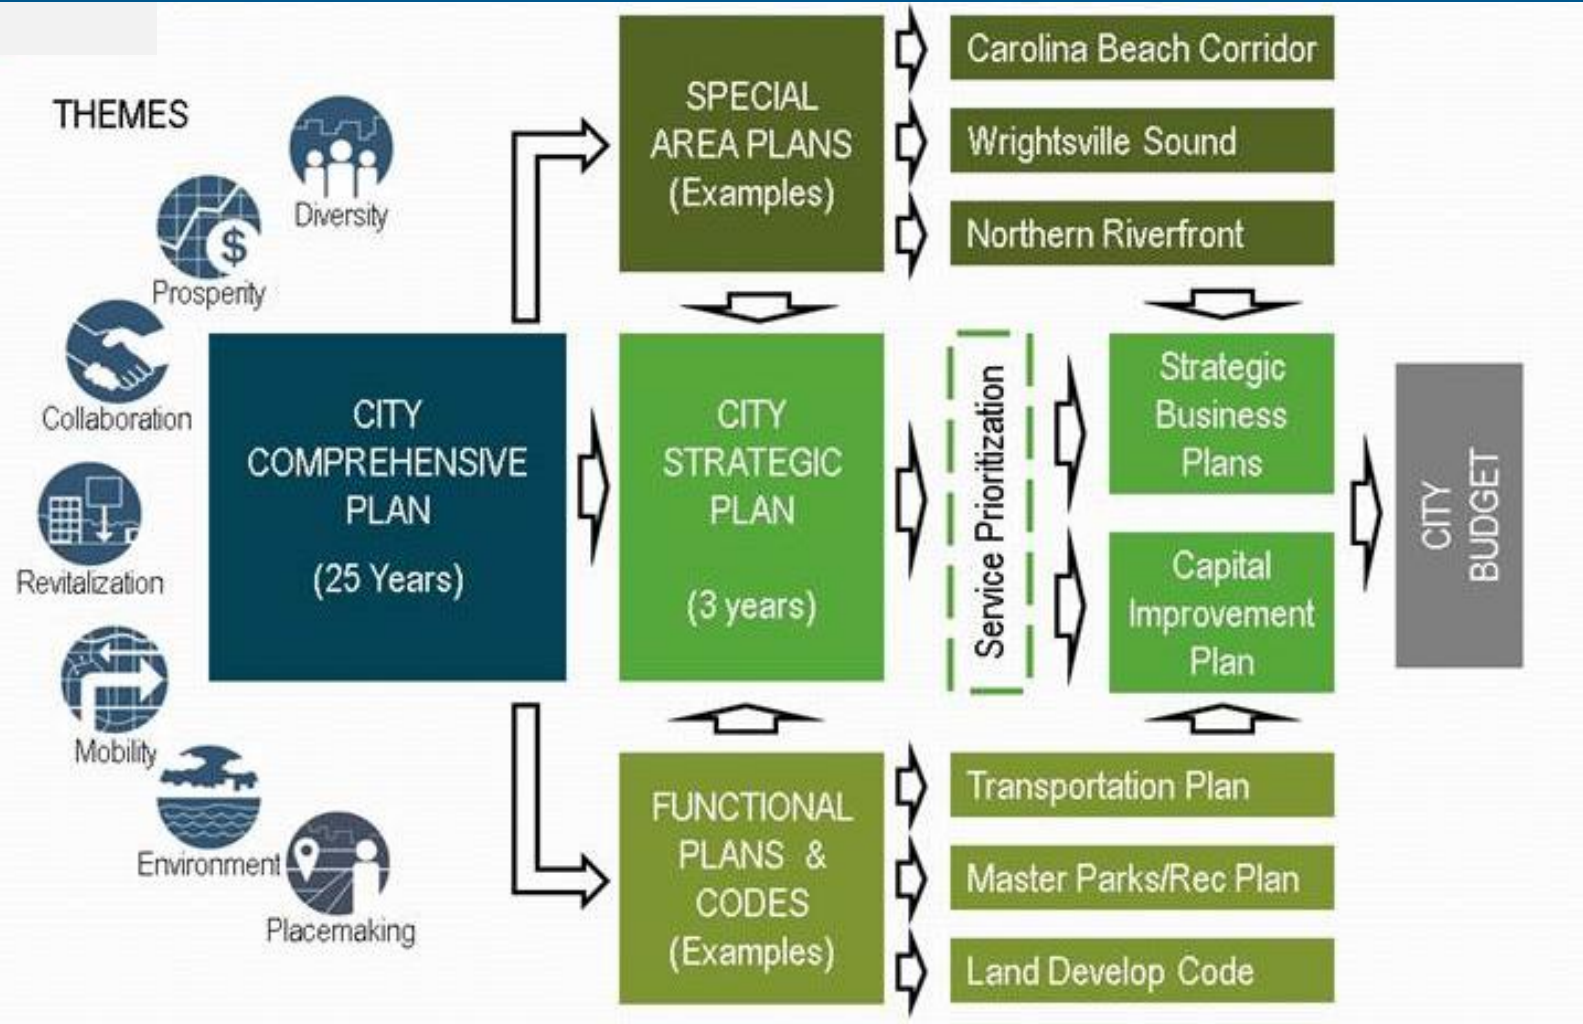 THEMES
Diversity
$
Prosperity
Collaboration
Revitalization
Mobility
Environment
Placemaking
CITY
COMPREHENSIVE
PLAN
(25 Years)
SPECIAL
AREA PLANS
(Examples)
Carolina Beach Corridor
Wrightsville Sound
Northern Riverfront
CITY
STRATEGIC
PLAN
(3 years)
Service Prioritization
Strategic
Business
Plans
Capital
Improvement
Plan
CITY
BUDGET
FUNCTIONAL
PLANS &
CODES
(Examples)
Transportation Plan
Master Parks/Rec Plan
Land Develop Code